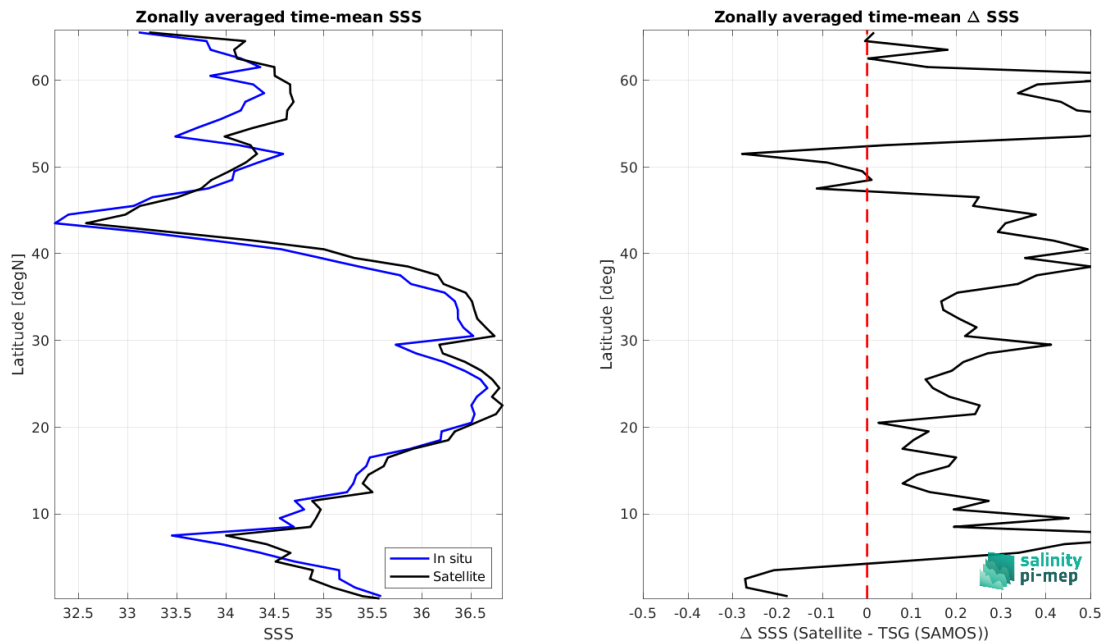 Zonally averaged time-mean SSS
Latitude [degN]
60
50
40
30
20
10
32.5 33 33.5 34 34.5 35 35.5 36 36.5
SSS
In situ
Satellite
Zonally averaged time-mean Δ SSS
Latitude [deg]
60
50
40
30
20
10
-0.5 -0.4 -0.3 -0.2 -0.1 0 0.1 0.2 0.3 0.4 0.5
Δ SSS (Satellite - TSG (SAMOS))
salinity
pi-mep